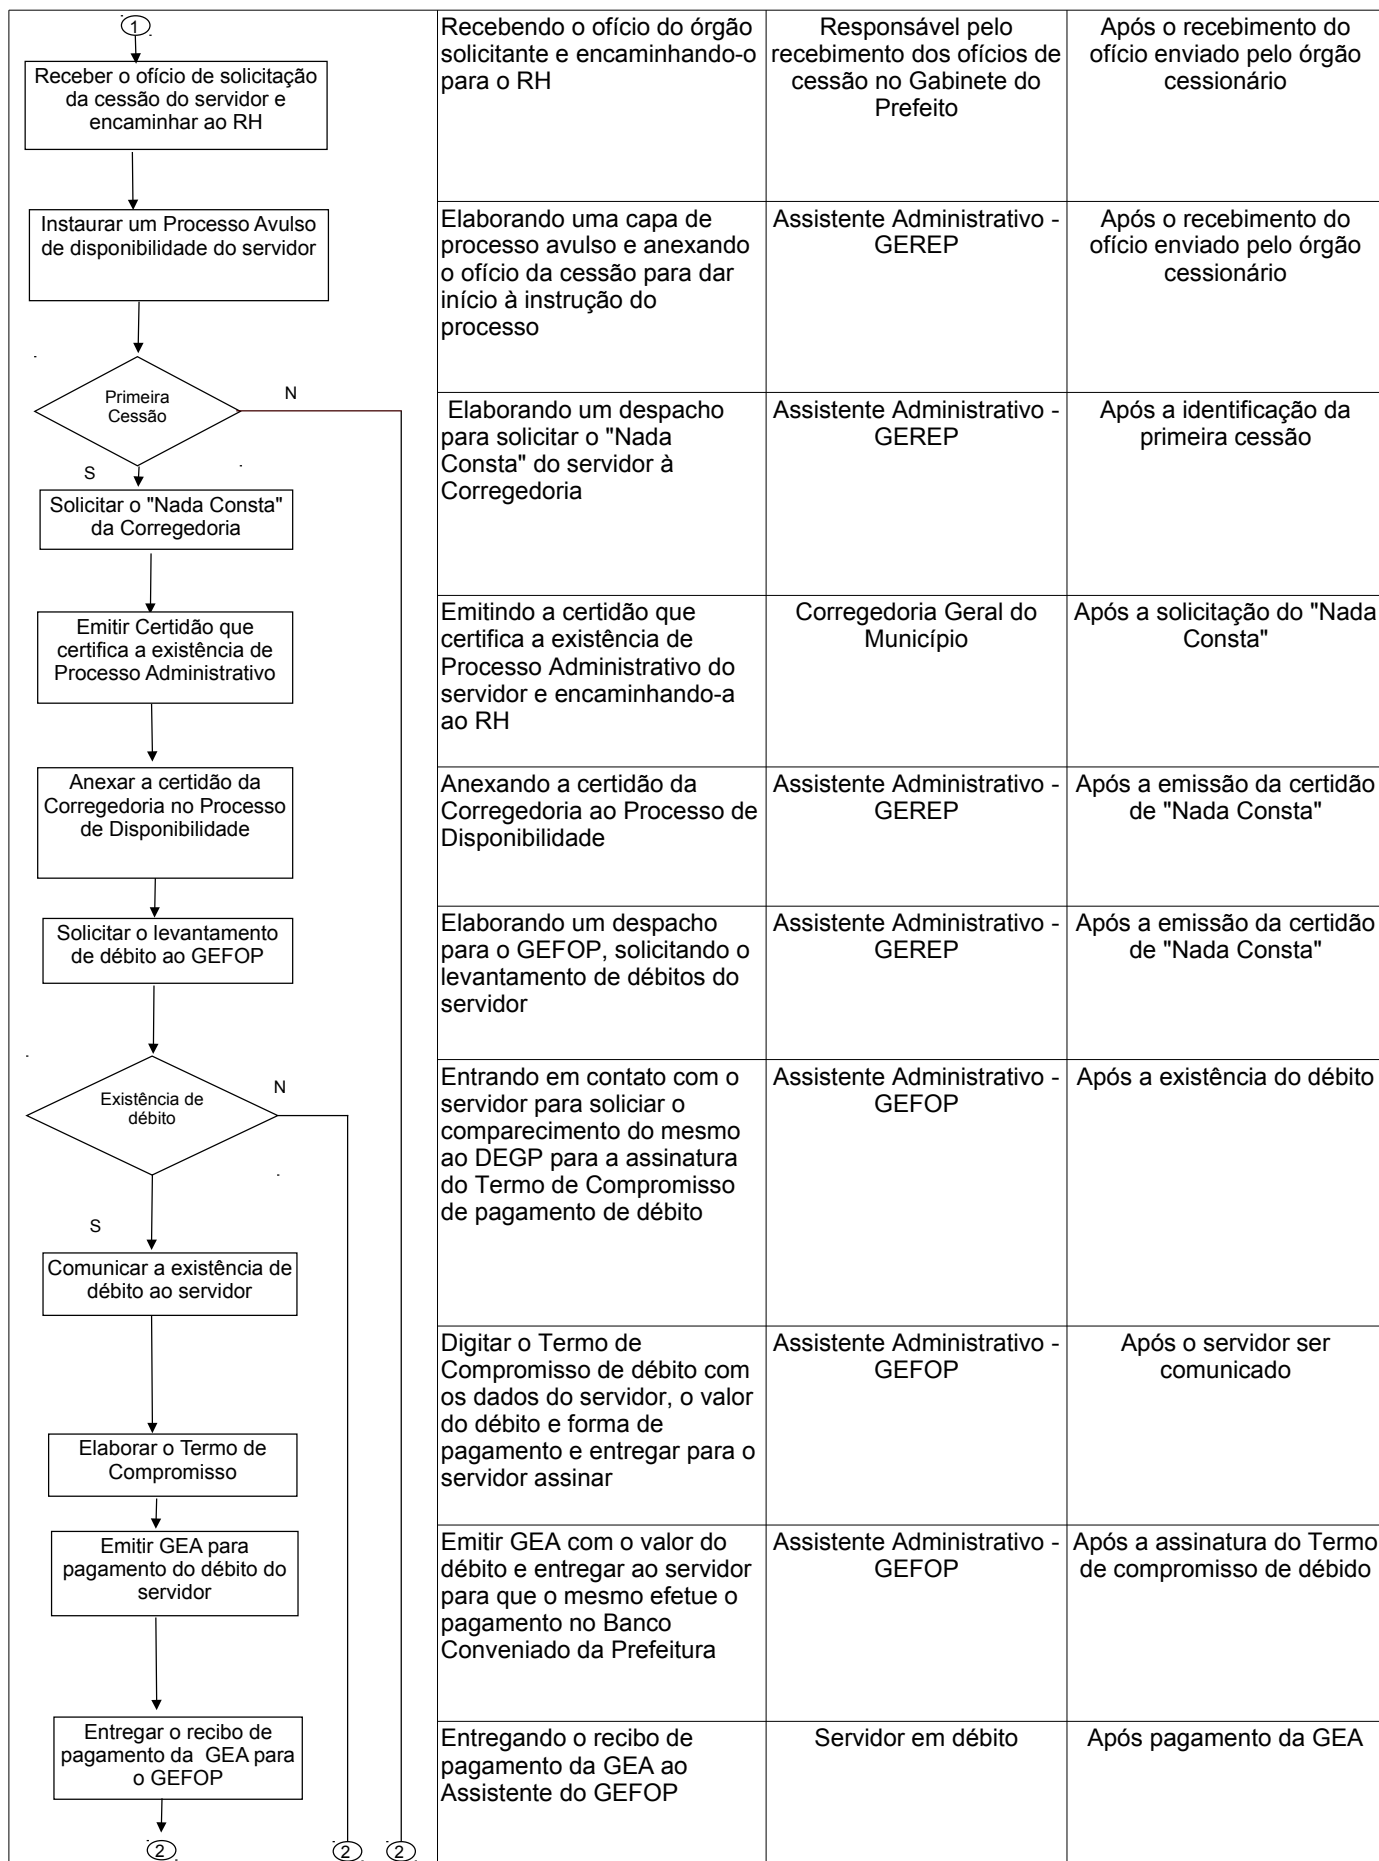 1
Receber o ofício de solicitação
da cessão do servidor e
encaminhar ao RH
Recebendo o ofício do órgão
solicitante e encaminhando-o
para o RH
Responsável pelo
recebimento dos ofícios de
cessão no Gabinete do
Prefeito
Após o recebimento do
ofício enviado pelo órgão
cessionário
Instaurar um Processo Avulso
de disponibilidade do servidor
Elaborando uma capa de
processo avulso e anexando
o ofício da cessão para dar
início à instrução do
processo
Assistente Administrativo -
GEREP
Após o recebimento do
ofício enviado pelo órgão
cessionário
Primeira
Cessão
N
S
Solicitar o "Nada Consta"
da Corregedoria
Elaborando um despacho
para solicitar o "Nada
Consta" do servidor à
Corregedoria
Assistente Administrativo -
GEREP
Após a identificação da
primeira cessão
Emitir Certidão que
certifica a existência de
Processo Administrativo
Emitindo a certidão que
certifica a existência de
Processo Administrativo do
servidor e encaminhando-a
ao RH
Corregedoria Geral do
Município
Após a solicitação do "Nada
Consta"
Anexar a certidão da
Corregedoria no Processo
de Disponibilidade
Anexando a certidão da
Corregedoria ao Processo de
Disponibilidade
Assistente Administrativo -
GEREP
Após a emissão da certidão
de "Nada Consta"
Solicitar o levantamento
de débito ao GEFOP
Elaborando um despacho
para o GEFOP, solicitando o
levantamento de débitos do
servidor
Assistente Administrativo -
GEREP
Após a emissão da certidão
de "Nada Consta"
Existência de
débito
N
S
Comunicar a existência de
débito ao servidor
Entrando em contato com o
servidor para soliciar o
comparecimento do mesmo
ao DEGP para a assinatura
do Termo de Compromisso
de pagamento de débito
Assistente Administrativo -
GEFOP
Após a existência do débito
Elaborar o Termo de
Compromisso
Digitar o Termo de
Compromisso de débito com
os dados do servidor, o valor
do débito e forma de
pagamento e entregar para o
servidor assinar
Assistente Administrativo -
GEFOP
Após o servidor ser
comunicado
Emitir GEA para
pagamento do débito do
servidor
Emitir GEA com o valor do
débito e entregar ao servidor
para que o mesmo efetue o
pagamento no Banco
Conveniado da Prefeitura
Assistente Administrativo -
GEFOP
Após a assinatura do Termo
de compromisso de débido
Entregar o recibo de
pagamento da GEA para
o GEFOP
Entregando o recibo de
pagamento da GEA ao
Assistente do GEFOP
Servidor em débito
Após pagamento da GEA
2
2
2